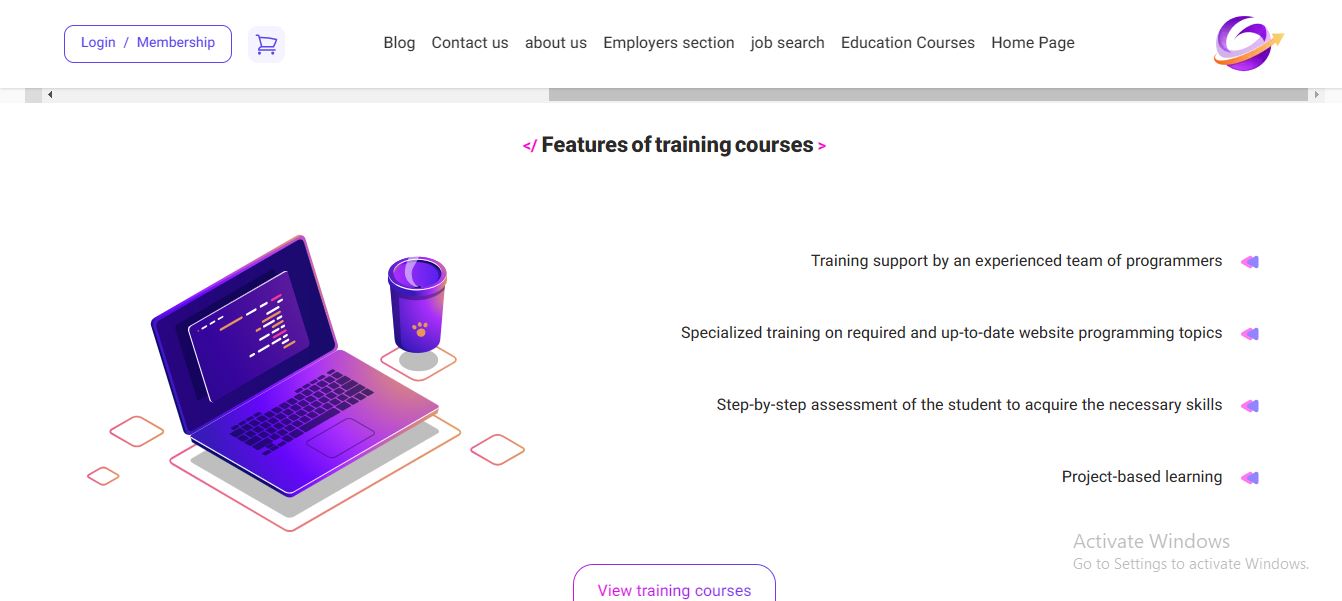 Login / Membership
Blog
Contact us
about us
Employers section
job search
Education Courses
Home Page
</ Features of training courses >
Training support by an experienced team of programmers
Specialized training on required and up-to-date website programming topics
Step-by-step assessment of the student to acquire the necessary skills
Project-based learning
Activate Windows
Go to Settings to activate Windows.
View training courses